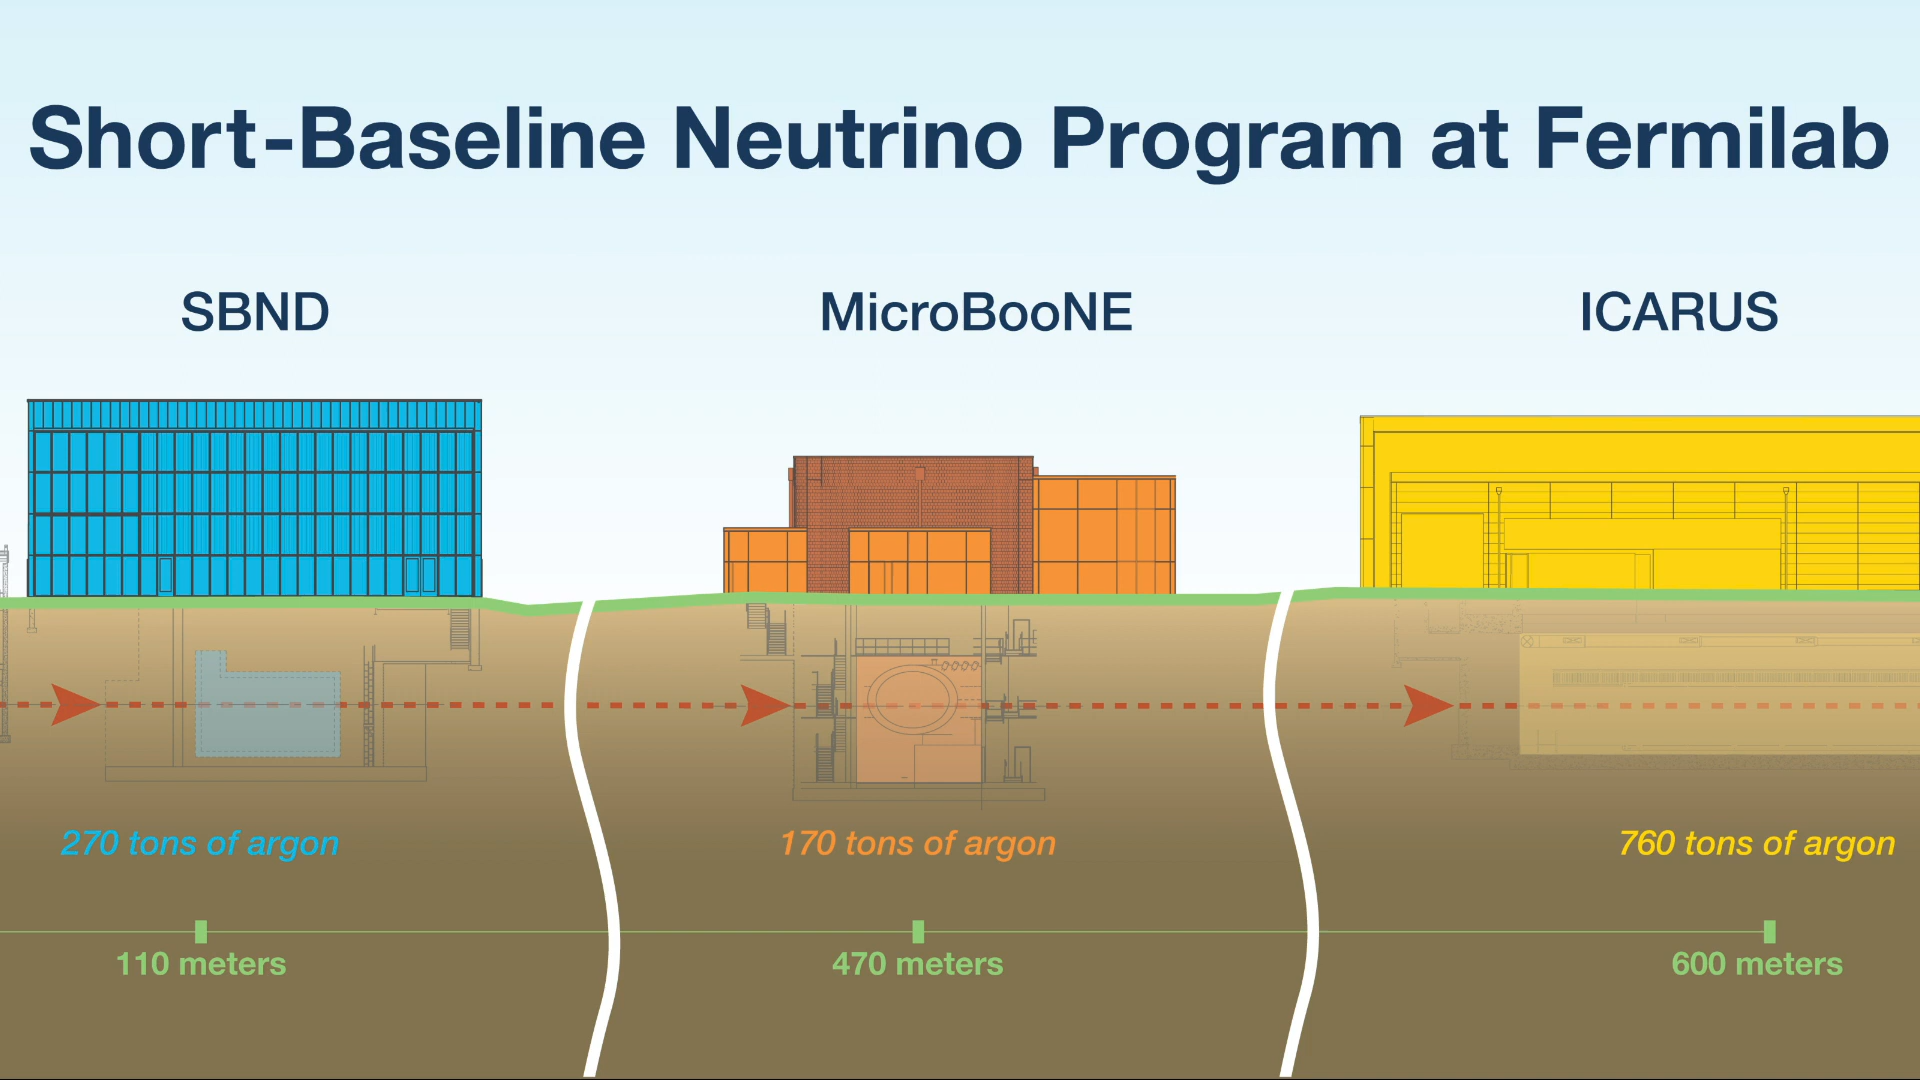 Short-Baseline Neutrino Program at Fermilab
SBND
MicroBooNE
ICARUS
270 tons of argon
170 tons of argon
760 tons of argon
110 meters
470 meters
600 meters